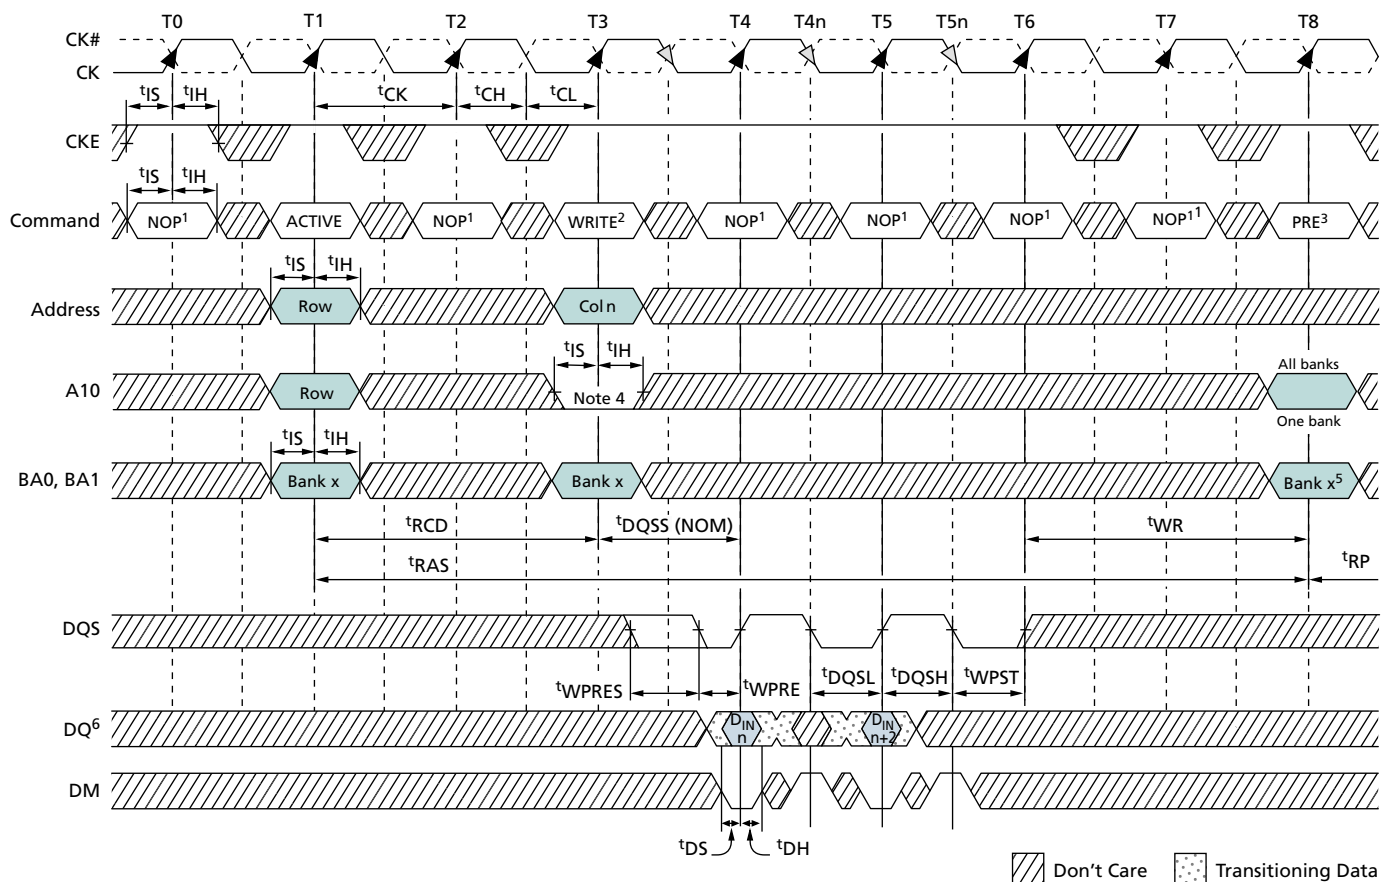 T0 T1 T2 T3 T4 T4n T5 T5n T6 T7 T8
CK#
CK
tIS tIH tCK tCH tCL
CKE
tIS tIH
Command NOP1 ACTIVE NOP1 WRITE2 NOP1 NOP1 NOP1 NOP11 PRE3
tIS tIH
Address Row Col n
tIS tIH All banks
A10 Row Note 4
One bank
tIS tIH
BA0, BA1 Bank x Bank x Bank x5
tRCD tDQSS (NOM) tWR
tRAS tRP
DQS
tWPRES tWPRE tDQSL tDQSH tWPST
DQ6 DIN n DIN n+2
DM
tDS tDH
Don't Care Transitioning Data